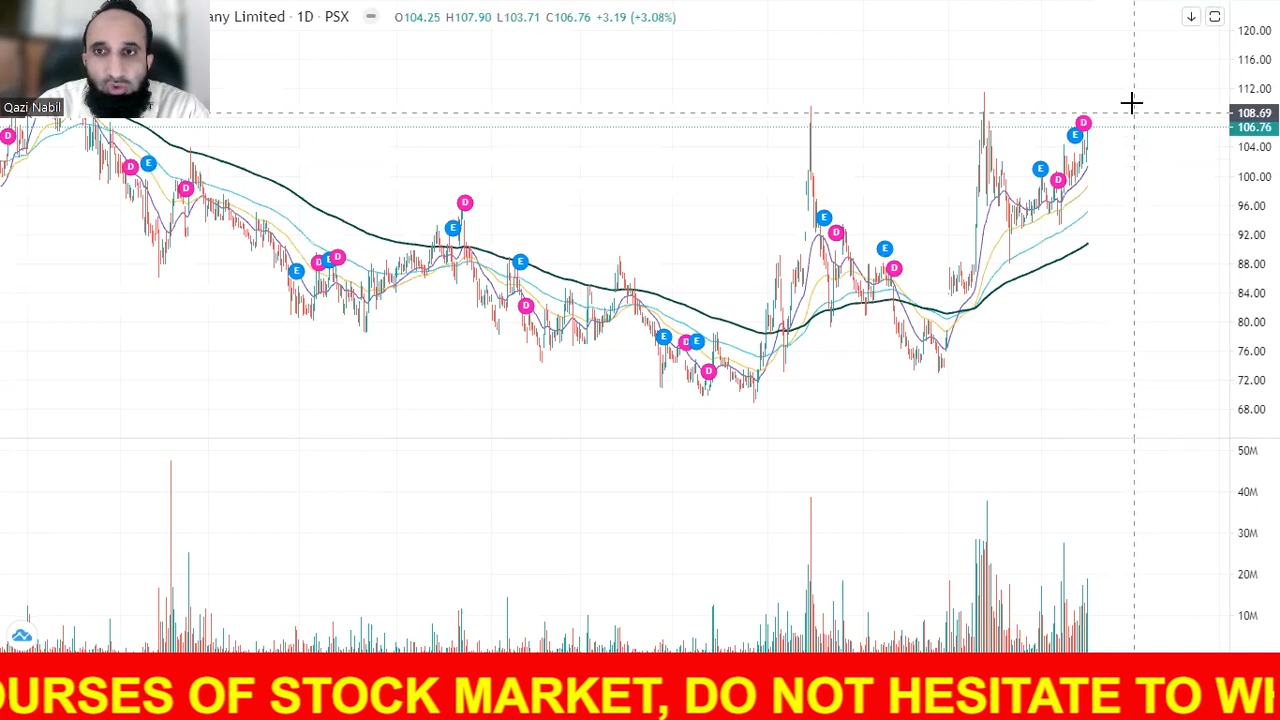 any Limited · 1D · PSX O104.25 H107.90 L103.71 C106.76 +3.19 (+3.08%)
Qazi Nabil
120.00
116.00
112.00
108.69
106.76
104.00
100.00
96.00
92.00
88.00
84.00
80.00
76.00
72.00
68.00
50M
40M
30M
20M
10M
D
D
E
D
E
D
E
D
E
D
E
D
E
D
E
D
E
D
E
D
E
D
E
D
OURSES OF STOCK MARKET, DO NOT HESITATE TO WH